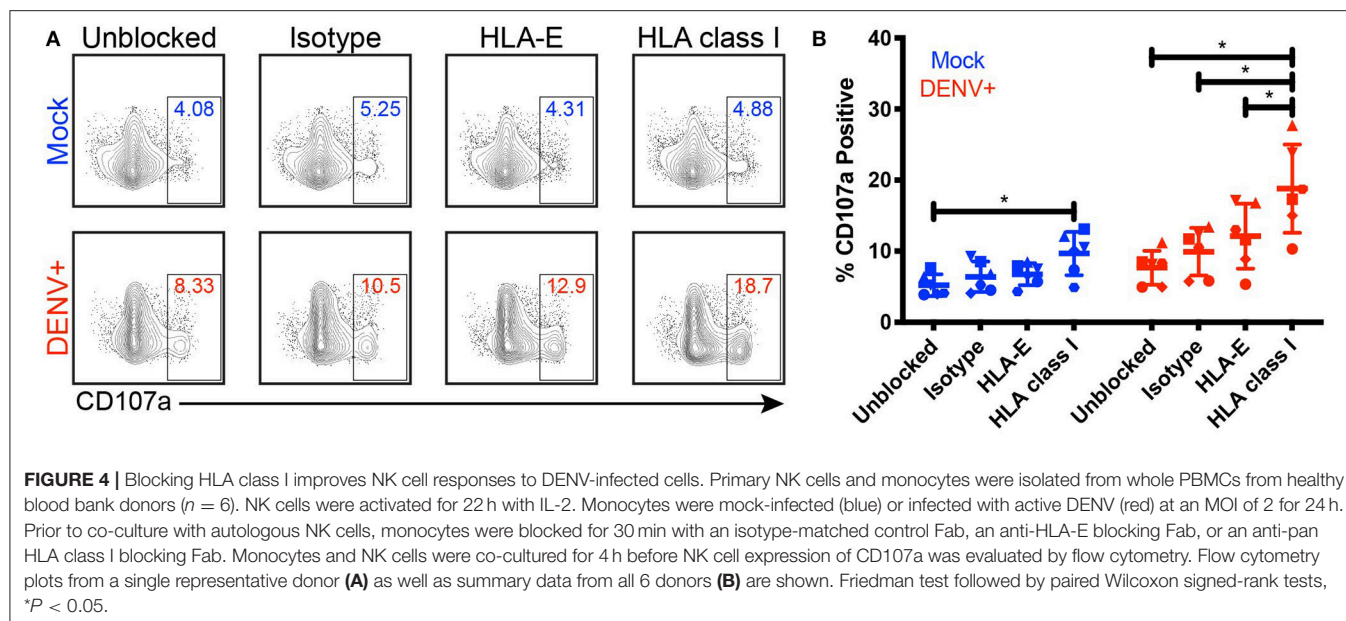 A
Unblocked Isotype HLA-E HLA class I
Mock
4.08 5.25 4.31 4.88
DENV+
8.33 10.5 12.9 18.7
CD107a
B
Mock
DENV+
% CD107a Positive
40
30
20
10
0
*
*
*
*
Unblocked Isotype HLA-E HLA class I Unblocked Isotype HLA-E HLA class I
FIGURE 4 | Blocking HLA class I improves NK cell responses to DENV-infected cells. Primary NK cells and monocytes were isolated from whole PBMCs from healthy
blood bank donors (n = 6). NK cells were activated for 22 h with IL-2. Monocytes were mock-infected (blue) or infected with active DENV (red) at an MOI of 2 for 24 h.
Prior to co-culture with autologous NK cells, monocytes were blocked for 30 min with an isotype-matched control Fab, an anti-HLA-E blocking Fab, or an anti-pan
HLA class I blocking Fab. Monocytes and NK cells were co-cultured for 4 h before NK cell expression of CD107a was evaluated by flow cytometry. Flow cytometry
plots from a single representative donor (A) as well as summary data from all 6 donors (B) are shown. Friedman test followed by paired Wilcoxon signed-rank tests,
*P < 0.05.